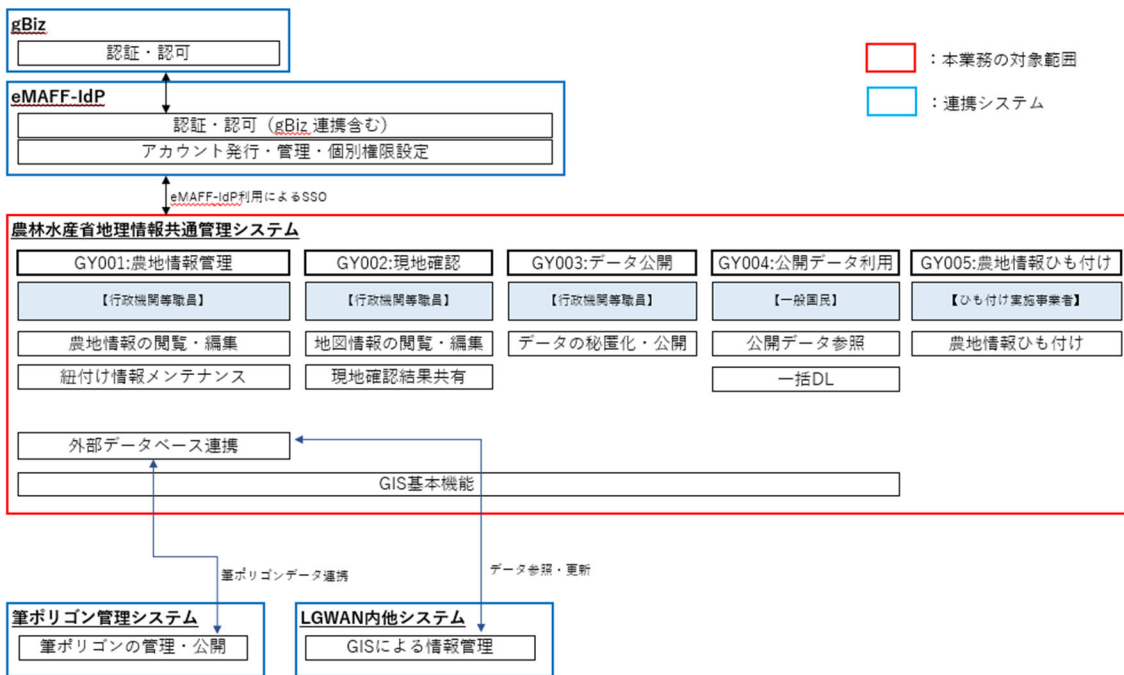 gBiz
認証・認可
：本業務の対象範囲
：連携システム
eMAFF-IdP
認証・認可（gBiz 連携含む）
アカウント発行・管理・個別権限設定
eMAFF-IdP利用によるSSO
農林水産省地理情報共通管理システム
GY001:農地情報管理
GY002:現地確認
GY003:データ公開
GY004:公開データ利用
GY005:農地情報ひも付け
【行政機関等職員】
【行政機関等職員】
【行政機関等職員】
【一般国民】
【ひも付け実施事業者】
農地情報の閲覧・編集
地図情報の閲覧・編集
データの秘匿化・公開
公開データ参照
農地情報ひも付け
紐付け情報メンテナンス
現地確認結果共有
一括DL
外部データベース連携
GIS基本機能
筆ポリゴンデータ連携
データ参照・更新
筆ポリゴン管理システム
筆ポリゴンの管理・公開
LGWAN内他システム
GISによる情報管理